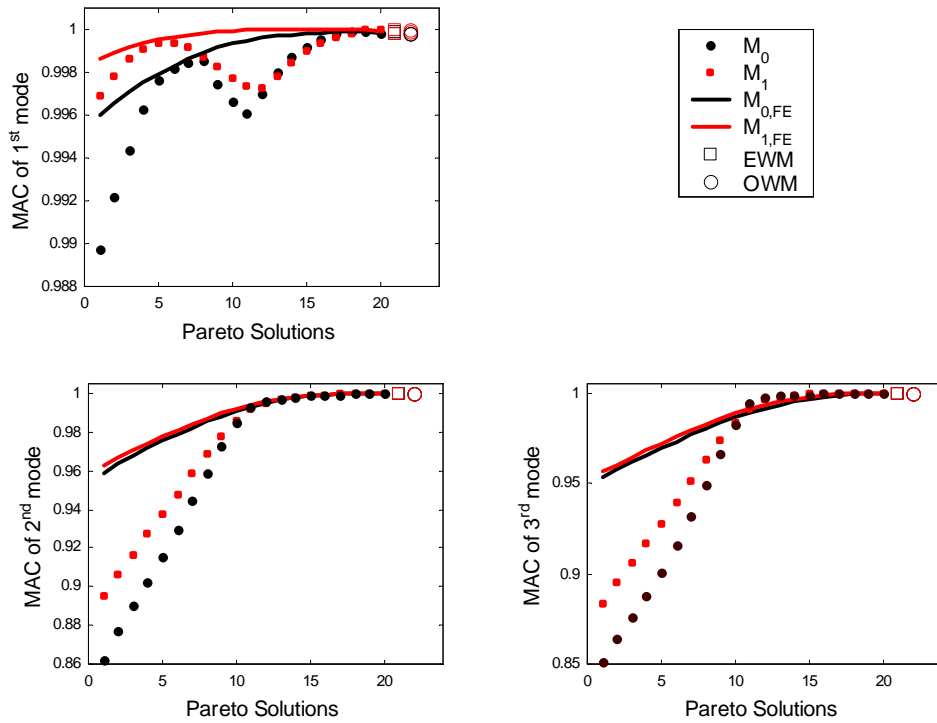 1
0.998
0.996
0.994
0.992
0.99
0.988
0
5
10
15
20
MAC of 1st mode
Pareto Solutions
M0
M1
M0,FE
M1,FE
EWM
OWM
1
0.98
0.96
0.94
0.92
0.9
0.88
0.86
0
5
10
15
20
MAC of 2nd mode
Pareto Solutions
1
0.95
0.9
0.85
0
5
10
15
20
MAC of 3rd mode
Pareto Solutions